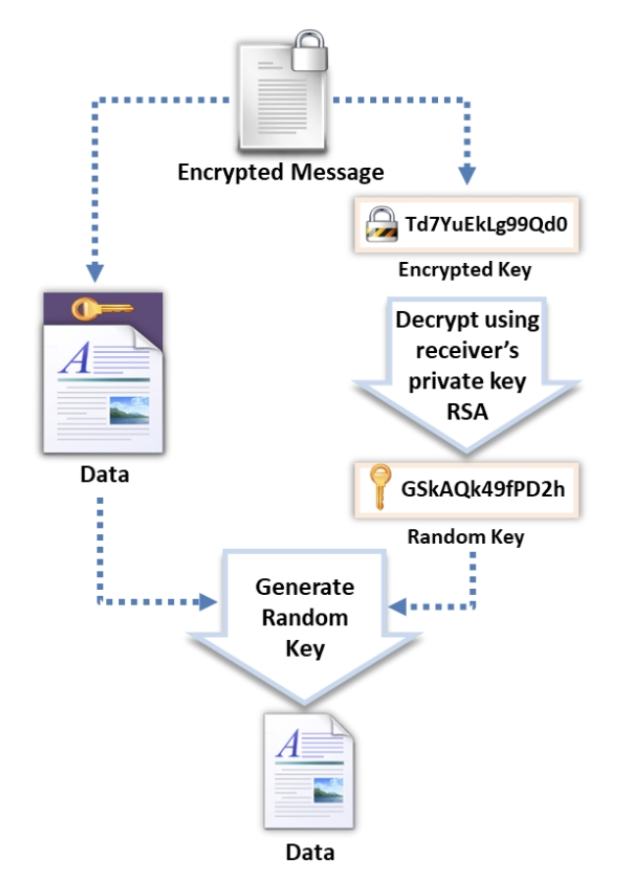 Encrypted Message
Td7YuEkLg99Qd0
Encrypted Key
Decrypt using
receiver's
private key
RSA
Data
GSkAQk49fPD2h
Random Key
Generate
Random
Key
Data